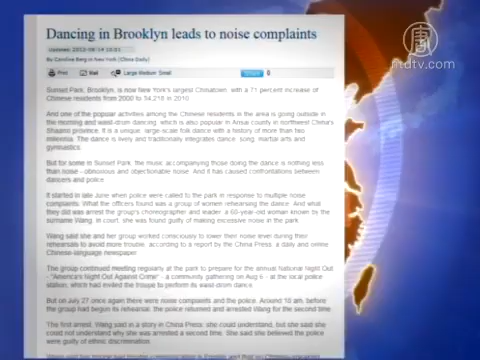 Dancing in Brooklyn leads to noise complaints
Updated: 2013-08-14 10:01
By Caroline Berg in New York (China Daily)
Print Mail Large Medium Small 0
Sunset Park, Brooklyn, is now New York's largest Chinatown, with a 71 percent increase of
Chinese residents from 2000 to 34,218 in 2010.
And one of the popular activities among the Chinese residents in the area is going outside in
the morning and waist-drum dancing, which is also popular in Ansai county in northwest China's
Shaanxi province. It is a unique, large-scale folk dance with a history of more than two
millennia. The dance is lively and traditionally integrates dance, song, martial arts and
gymnastics.
But for some in Sunset Park, the music accompanying those doing the dance is nothing less
than noise - obnoxious and objectionable noise. And it has caused confrontations between
dancers and police.
It started in late June when police were called to the park in response to multiple noise
complaints. What the officers found was a group of women rehearsing the dance. And what
they did was arrest the group's choreographer and leader, a 60-year-old woman known by the
surname Wang. In court, she was found guilty of making excessive noise in the park.
Wang said she and her group worked consciously to lower their noise level during their
rehearsals to avoid more trouble, according to a report by the China Press, a daily and online
Chinese-language newspaper.
The group continued meeting regularly at the park to prepare for the annual National Night Out
- "America's Night Out Against Crime" - a community gathering on Aug 6 - at the local police
station, which had invited the troupe to perform its waist-drum dance.
But on July 27 once again there were noise complaints and the police. Around 10 am, before
the group had begun its rehearsal, the police returned and arrested Wang for the second time.
The first arrest, Wang said in a story in China Press, she could understand, but she said she
could not understand why she was arrested a second time. She said she believed the police
were guilty of ethnic discrimination.
ntdtv.com